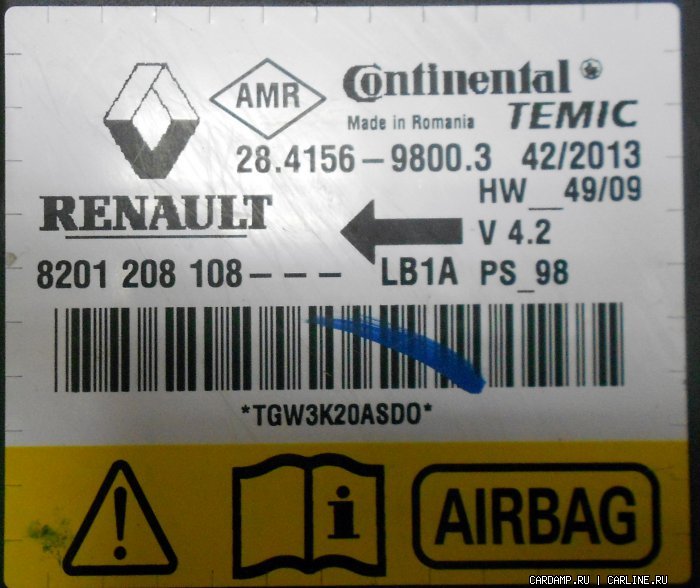 AMR
Continental
Made in Romania TEMIC
28.4156-9800.3 42/2013
HW__49/09
RENAULT
V 4.2
8201 208 108--- LB1A PS_98
*TGW3K20ASDO*
i
AIRBAG
CARDAMP.RU | CARLINE.RU